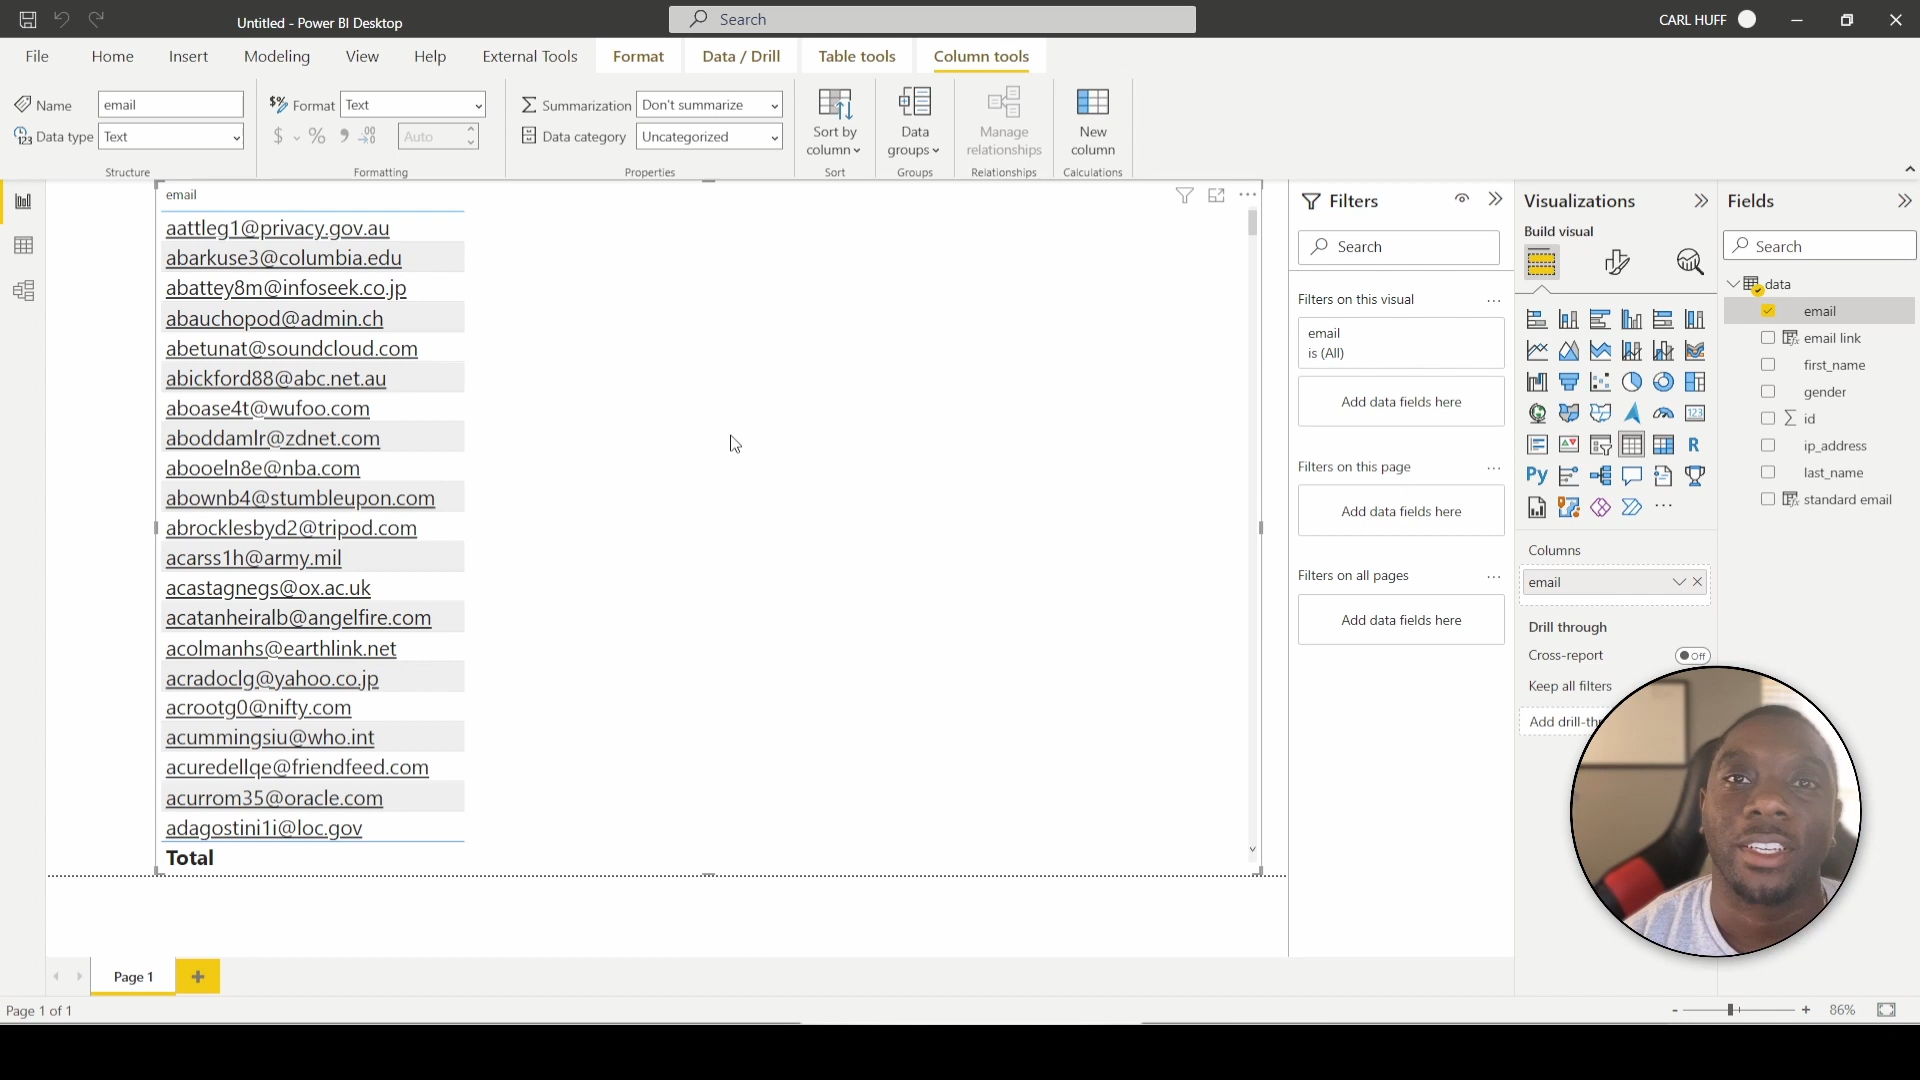 Untitled - Power BI Desktop
Search
CARL HUFF
File Home Insert Modeling View Help External Tools Format Data / Drill Table tools Column tools
Name email
Data type Text
Structure
$% Format Text
$ % Auto
Formatting
Summarization Don't summarize
Data category Uncategorized
Properties
Sort by column
Sort
Data groups
Groups
Manage relationships
Relationships
New column
Calculations
email
aattleg1@privacy.gov.au
abarkuse3@columbia.edu
abattey8m@infoseek.co.jp
abauchopod@admin.ch
abetunat@soundcloud.com
abickford88@abc.net.au
aboase4t@wufoo.com
aboddamlr@zdnet.com
abooeln8e@nba.com
abownb4@stumbleupon.com
abrocklesbyd2@tripod.com
acarss1h@army.mil
acastagnegs@ox.ac.uk
acatanheiralb@angelfire.com
acolmanhs@earthlink.net
acradoclg@yahoo.co.jp
acrootg0@nifty.com
acummingsiu@who.int
acuredellqe@friendfeed.com
acurrom35@oracle.com
adagostini1i@loc.gov
Total
Filters
Search
Filters on this visual ...
email
is (All)
Add data fields here
Filters on this page ...
Add data fields here
Filters on all pages ...
Add data fields here
Visualizations
Build visual
123
R
Py
...
Columns
email
Drill through
Cross-report Off
Keep all filters
Add drill-thr
Fields
Search
data
email
email link
first_name
gender
id
ip_address
last_name
standard email
Page 1
+
Page 1 of 1
- + 86%